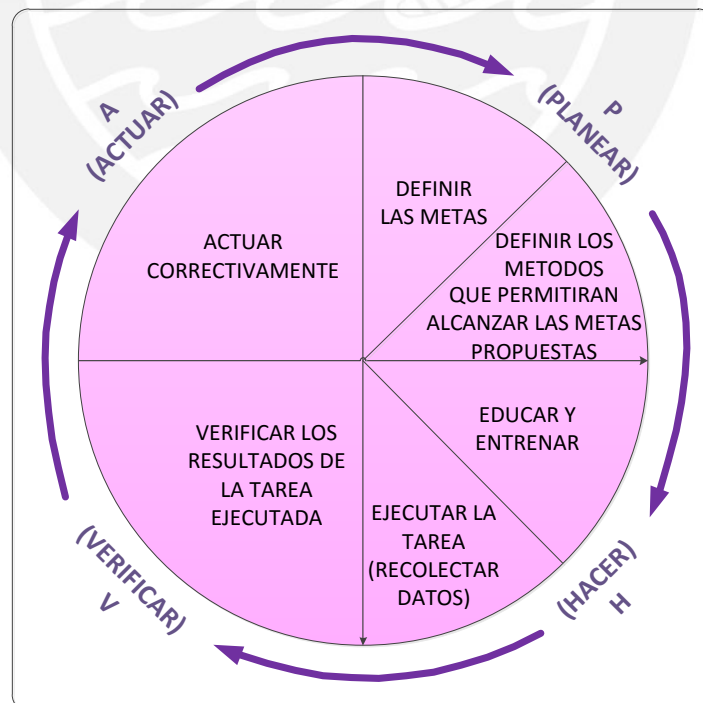 A
(ACTUAR)
P
(PLANEAR)
DEFINIR
LAS METAS
DEFINIR LOS
METODOS
QUE PERMITIRAN
ALCANZAR LAS METAS
PROPUESTAS
ACTUAR
CORRECTIVAMENTE
EDUCAR Y
ENTRENAR
VERIFICAR LOS
RESULTADOS DE
LA TAREA
EJECUTADA
EJECUTAR LA
TAREA
(RECOLECTAR
DATOS)
(VERIFICAR)
V
(HACER)
H